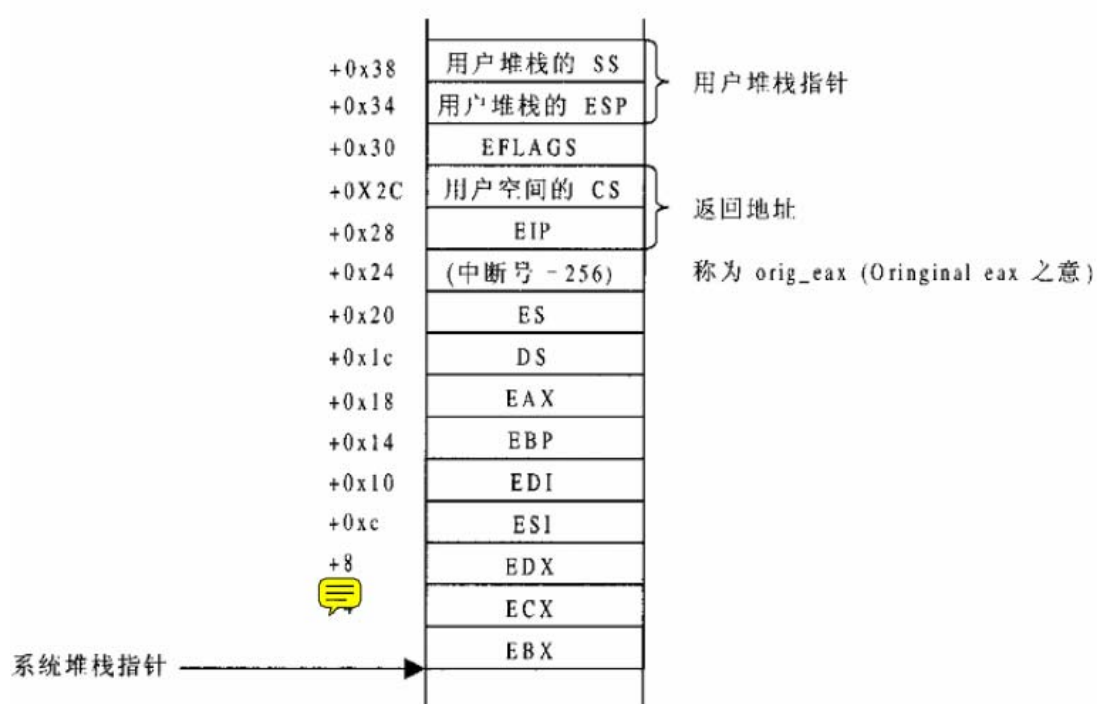 +0x38 用户堆栈的 SS
用户堆栈指针
+0x34 用户堆栈的 ESP
+0x30 EFLAGS
+0X2C 用户空间的 CS
返回地址
+0x28 EIP
+0x24 (中断号 - 256) 称为 orig_eax (Oringinal eax 之意)
+0x20 ES
+0x1c DS
+0x18 EAX
+0x14 EBP
+0x10 EDI
+0xc ESI
+8 EDX
ECX
EBX
系统堆栈指针